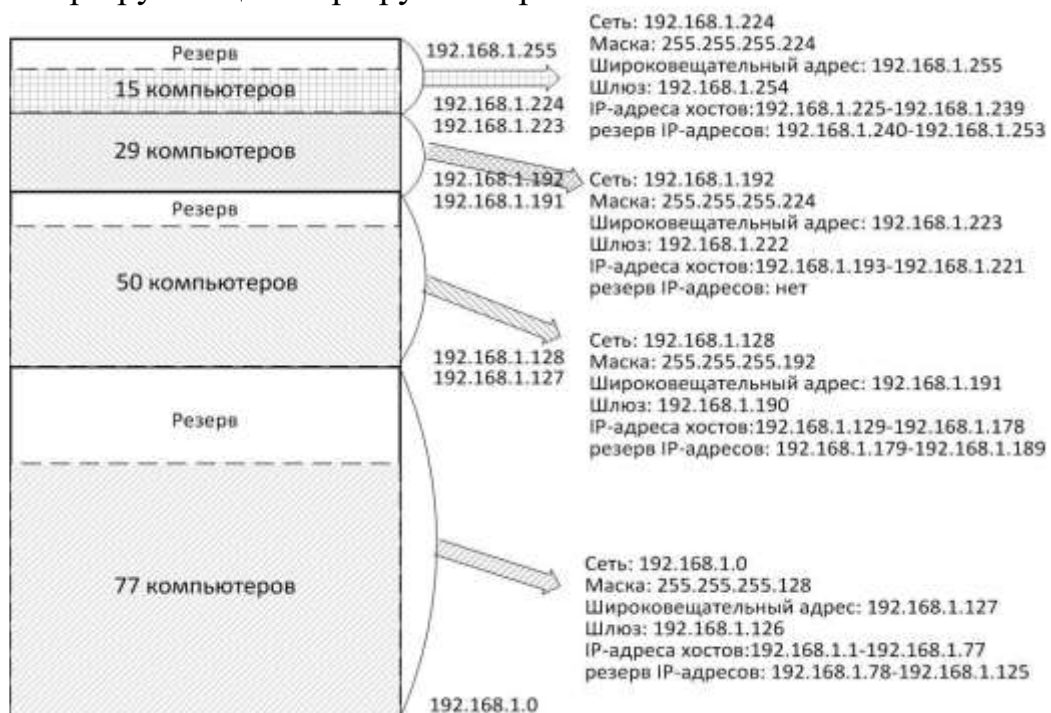 Резерв
15 компьютеров
29 компьютеров
Резерв
50 компьютеров
Резерв
77 компьютеров
192.168.1.255
192.168.1.224
192.168.1.223
192.168.1.192
192.168.1.191
192.168.1.128
192.168.1.127
192.168.1.0
Сеть: 192.168.1.224
Маска: 255.255.255.224
Широковещательный адрес: 192.168.1.255
Шлюз: 192.168.1.254
IP-адреса хостов:192.168.1.225-192.168.1.239
резерв IP-адресов: 192.168.1.240-192.168.1.253
Сеть: 192.168.1.192
Маска: 255.255.255.224
Широковещательный адрес: 192.168.1.223
Шлюз: 192.168.1.222
IP-адреса хостов:192.168.1.193-192.168.1.221
резерв IP-адресов: нет
Сеть: 192.168.1.128
Маска: 255.255.255.192
Широковещательный адрес: 192.168.1.191
Шлюз: 192.168.1.190
IP-адреса хостов:192.168.1.129-192.168.1.178
резерв IP-адресов: 192.168.1.179-192.168.1.189
Сеть: 192.168.1.0
Маска: 255.255.255.128
Широковещательный адрес: 192.168.1.127
Шлюз: 192.168.1.126
IP-адреса хостов:192.168.1.1-192.168.1.77
резерв IP-адресов: 192.168.1.78-192.168.1.125